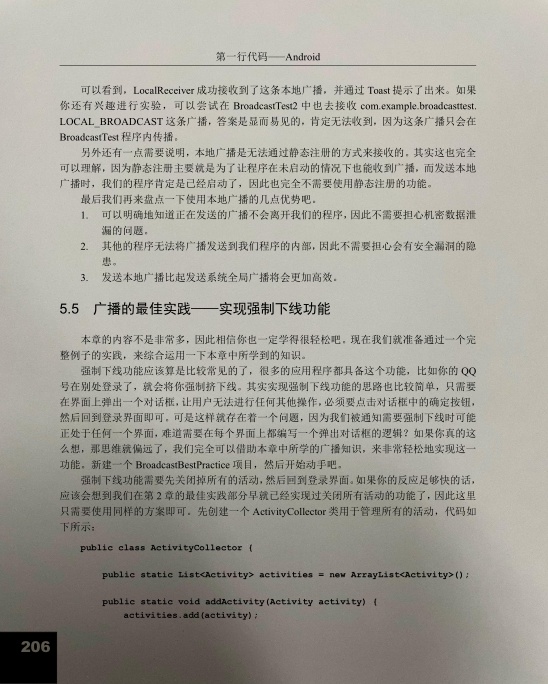 第一行代码——Android
可以看到，LocalReceiver 成功接收到了这条本地广播，并通过 Toast 提示了出来。如果
你还有兴趣进行实验，可以尝试在 BroadcastTest2 中也去接收 com.example.broadcasttest.
LOCAL_BROADCAST 这条广播，答案是显而易见的，肯定无法收到，因为这条广播只会在
BroadcastTest 程序内传播。
另外还有一点需要说明，本地广播是无法通过静态注册的方式来接收的。其实这也完全
可以理解，因为静态注册主要就是为了让程序在未启动的情况下也能收到广播，而发送本地
广播时，我们的程序肯定是已经启动了，因此也完全不需要使用静态注册的功能。
最后我们再来盘点一下使用本地广播的几点优势吧。
1. 可以明确地知道正在发送的广播不会离开我们的程序，因此不需要担心机密数据泄
漏的问题。
2. 其他的程序无法将广播发送到我们程序的内部，因此不需要担心会有安全漏洞的隐
患。
3. 发送本地广播比起发送系统全局广播将会更加高效。
5.5 广播的最佳实践——实现强制下线功能
本章的内容不是非常多，因此相信你也一定学得很轻松吧。现在我们就准备通过一个完
整例子的实践，来综合运用一下本章中所学到的知识。
强制下线功能应该算是比较常见的了，很多的应用程序都具备这个功能，比如你的 QQ
号在别处登录了，就会将你强制挤下线。其实实现强制下线功能的思路也比较简单，只需要
在界面上弹出一个对话框，让用户无法进行任何其他操作，必须要点击对话框中的确定按钮，
然后回到登录界面即可。可是这样就存在着一个问题，因为我们被通知需要强制下线时可能
正处于任何一个界面，难道需要在每个界面上都编写一个弹出对话框的逻辑？如果你真的这
么想，那思维就偏远了，我们完全可以借助本章中所学的广播知识，来非常轻松地实现这一
功能。新建一个 BroadcastBestPractice 项目，然后开始动手吧。
强制下线功能需要先关闭掉所有的活动，然后回到登录界面。如果你的反应足够快的话，
应该会想到我们在第 2 章的最佳实践部分早就已经实现过关闭所有活动的功能了，因此这里
只需要使用同样的方案即可。先创建一个 ActivityCollector 类用于管理所有的活动，代码如
下所示：
public class ActivityCollector {
public static List<Activity> activities = new ArrayList<Activity>();
public static void addActivity(Activity activity) {
activities.add(activity);
206